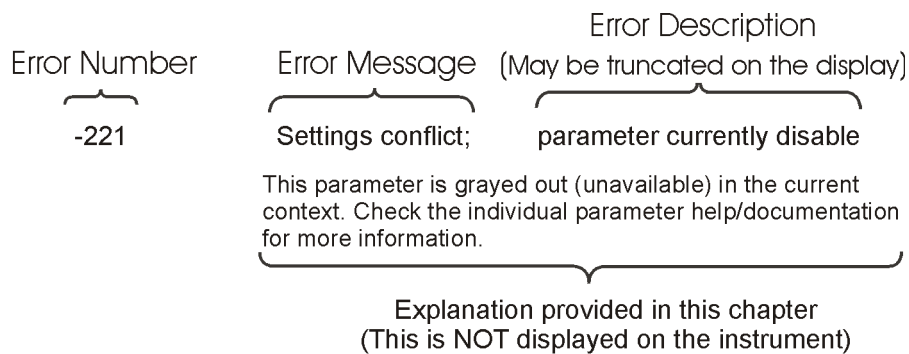 Error Description
Error Number Error Message (May be truncated on the display)
-221 Settings conflict; parameter currently disable
This parameter is grayed out (unavailable) in the current
context. Check the individual parameter help/documentation
for more information.
Explanation provided in this chapter
(This is NOT displayed on the instrument)